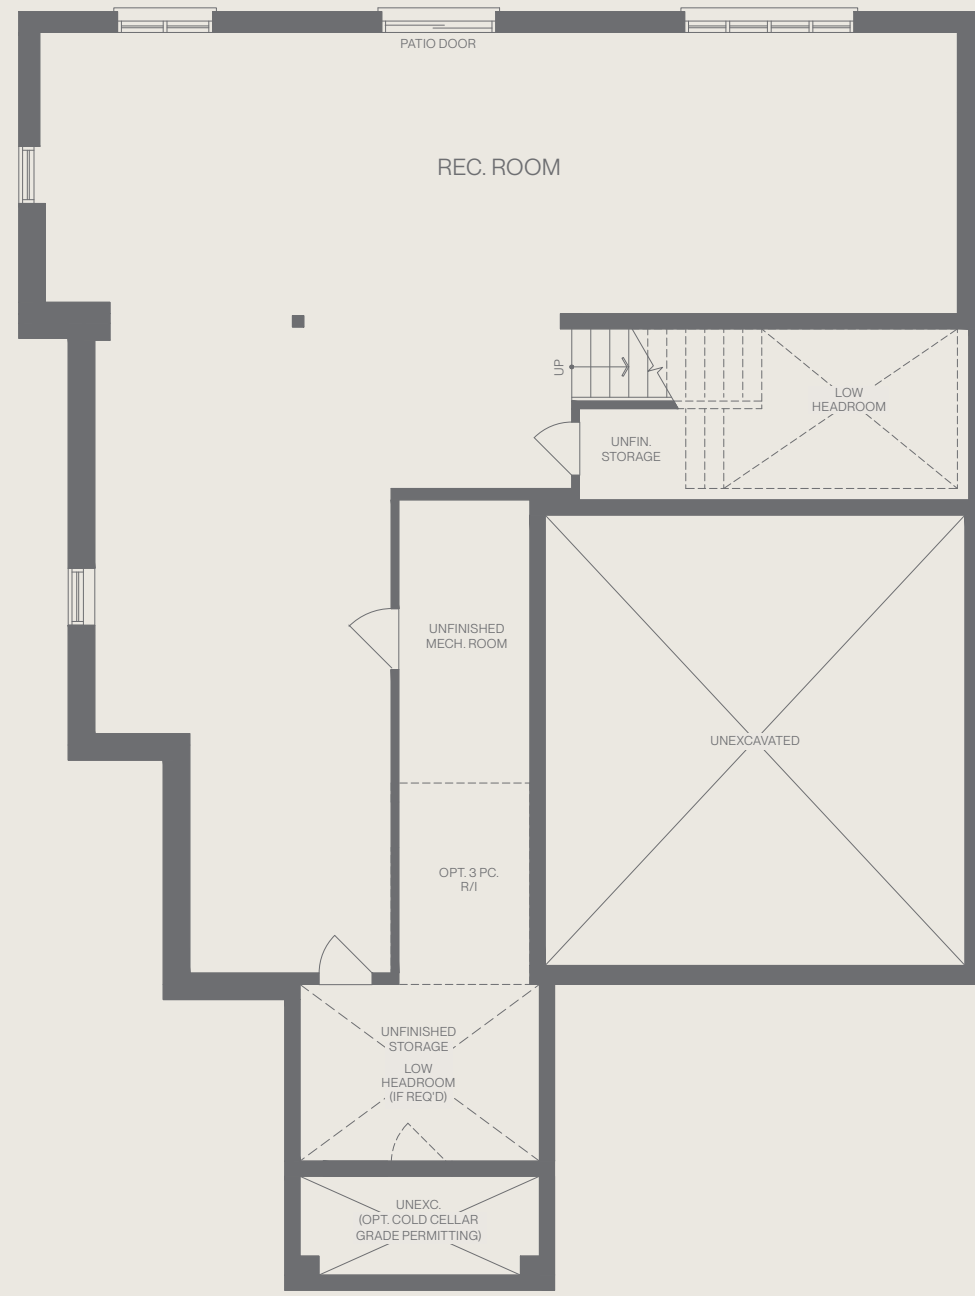 PATIO DOOR
REC. ROOM
UP
LOW
HEADROOM
UNFIN.
STORAGE
UNFINISHED
MECH. ROOM
UNEXCAVATED
OPT. 3 PC.
R/I
UNFINISHED
STORAGE
LOW
HEADROOM
(IF REQ'D)
UNEXC.
(OPT. COLD CELLAR
GRADE PERMITTING)